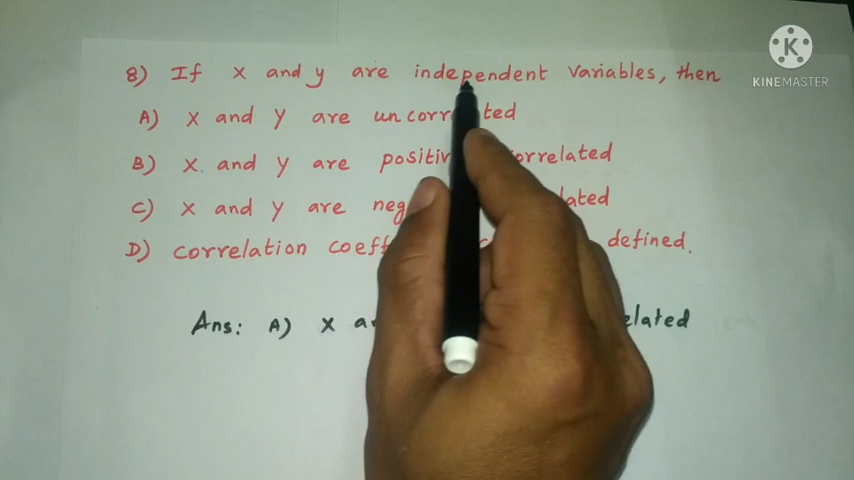 8) If x and y are independent variables, then
A) x and y are uncorr ted
B) x and y are positiv correlated
C) x and y are neg lated
D) correlation coeff defined.
Ans: A) x a elated
K
KINEMASTER